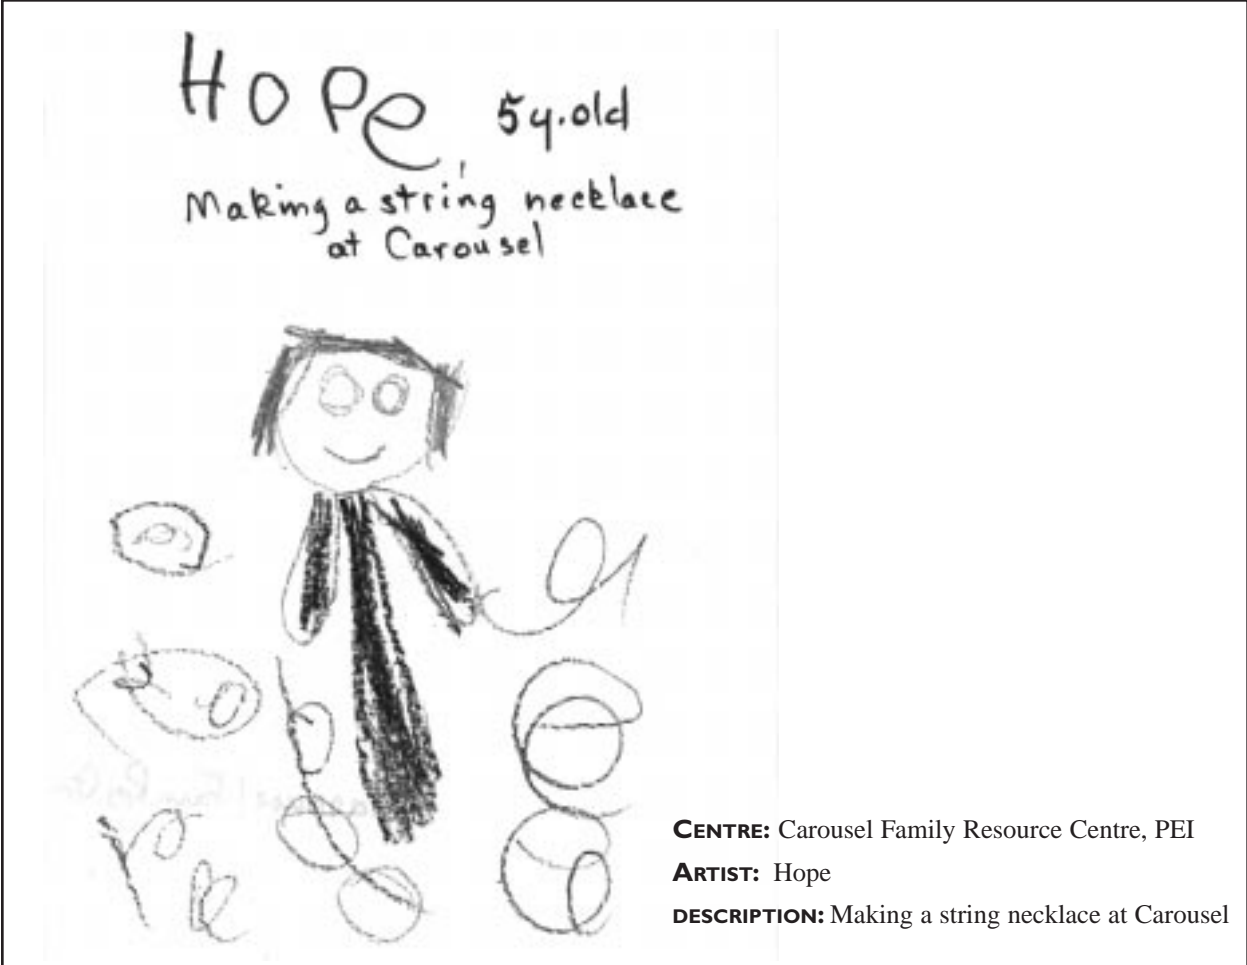 Hope 5y.old
Making a string necklace
at Carousel
CENTRE: Carousel Family Resource Centre, PEI
ARTIST: Hope
DESCRIPTION: Making a string necklace at Carousel